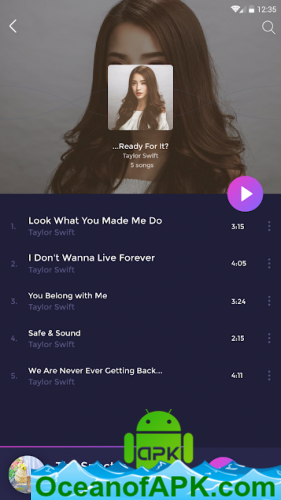 12:35
...Ready For It?
Taylor Swift
5 songs
1. Look What You Made Me Do 3:15
Taylor Swift
2. I Don't Wanna Live Forever 4:05
Taylor Swift
3. You Belong with Me 3:24
Taylor Swift
4. Safe & Sound 2:15
Taylor Swift
5. We Are Never Ever Getting Back... 4:11
Taylor Swift
apk
OceanofAPK.com